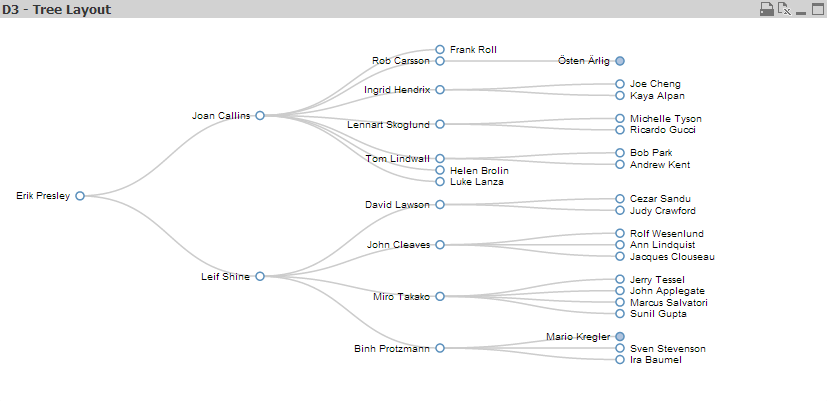 D3 - Tree Layout
Frank Roll
Rob Carsson
Östen Ärlig
Joe Cheng
Ingrid Hendrix
Kaya Alpan
Joan Callins
Michelle Tyson
Lennart Skoglund
Ricardo Gucci
Bob Park
Tom Lindwall
Andrew Kent
Helen Brolin
Luke Lanza
Erik Presley
Cezar Sandu
David Lawson
Judy Crawford
Rolf Wesenlund
John Cleaves
Ann Lindquist
Jacques Clouseau
Leif Shine
Jerry Tessel
John Applegate
Miro Takako
Marcus Salvatori
Sunil Gupta
Mario Kregler
Binh Protzmann
Sven Stevenson
Ira Baumel